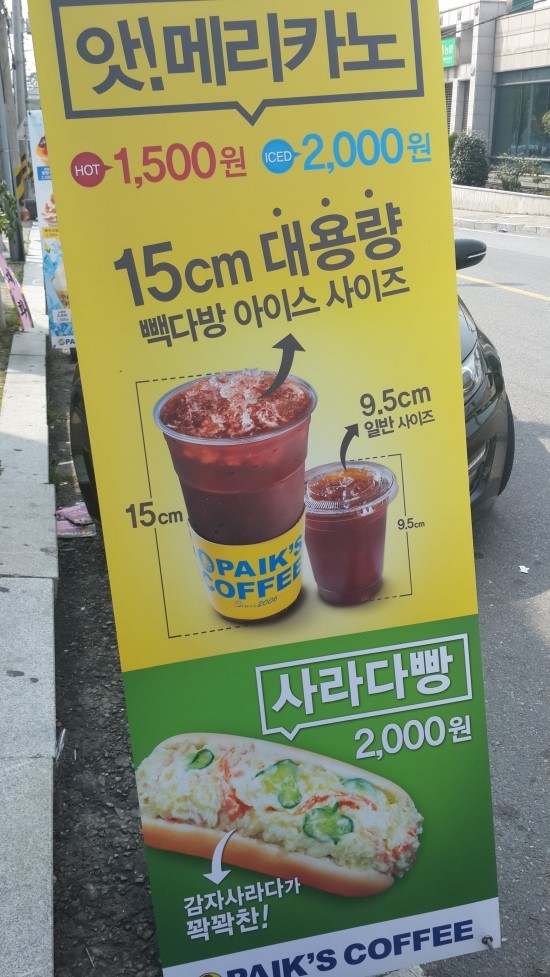 앗!메리카노
HOT 1,500원 ICED 2,000원
15cm 대용량
빽다방 아이스 사이즈
9.5cm
일반 사이즈
15cm
9.5cm
PAIK'S
COFFEE
Since 2006
사라다빵
2,000원
감자사라다가
꽉꽉찬!
PAIK'S COFFEE